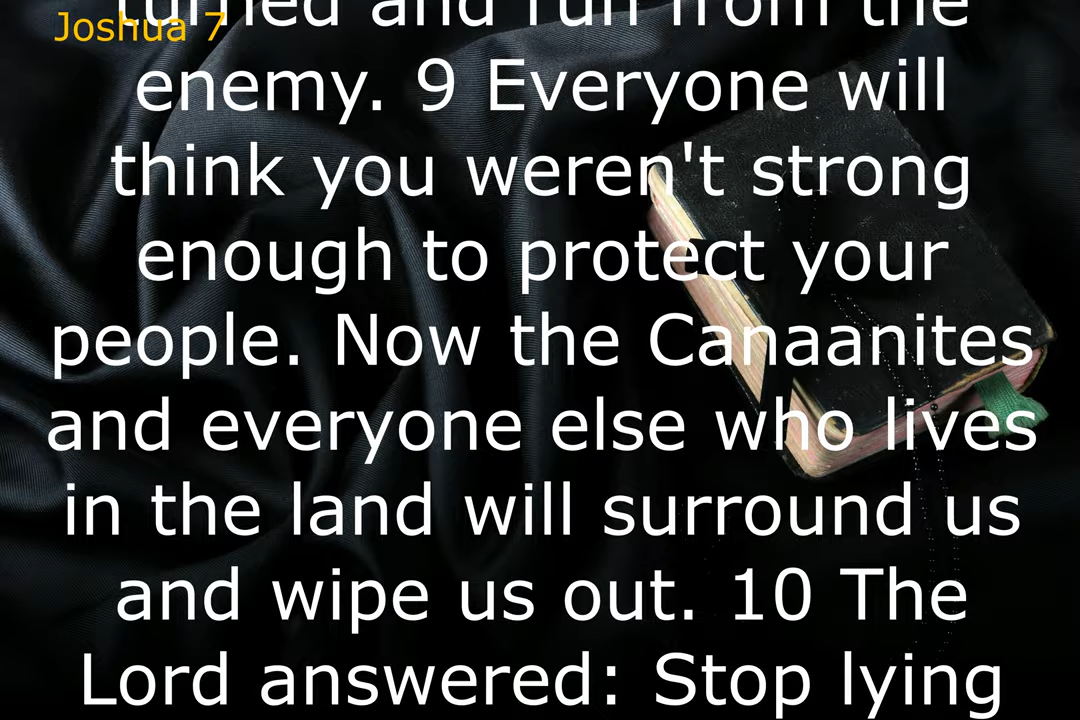 turned and run from the
Joshua 7
enemy. 9 Everyone will
think you weren't strong
enough to protect your
people. Now the Canaanites
and everyone else who lives
in the land will surround us
and wipe us out. 10 The
Lord answered: Stop lying